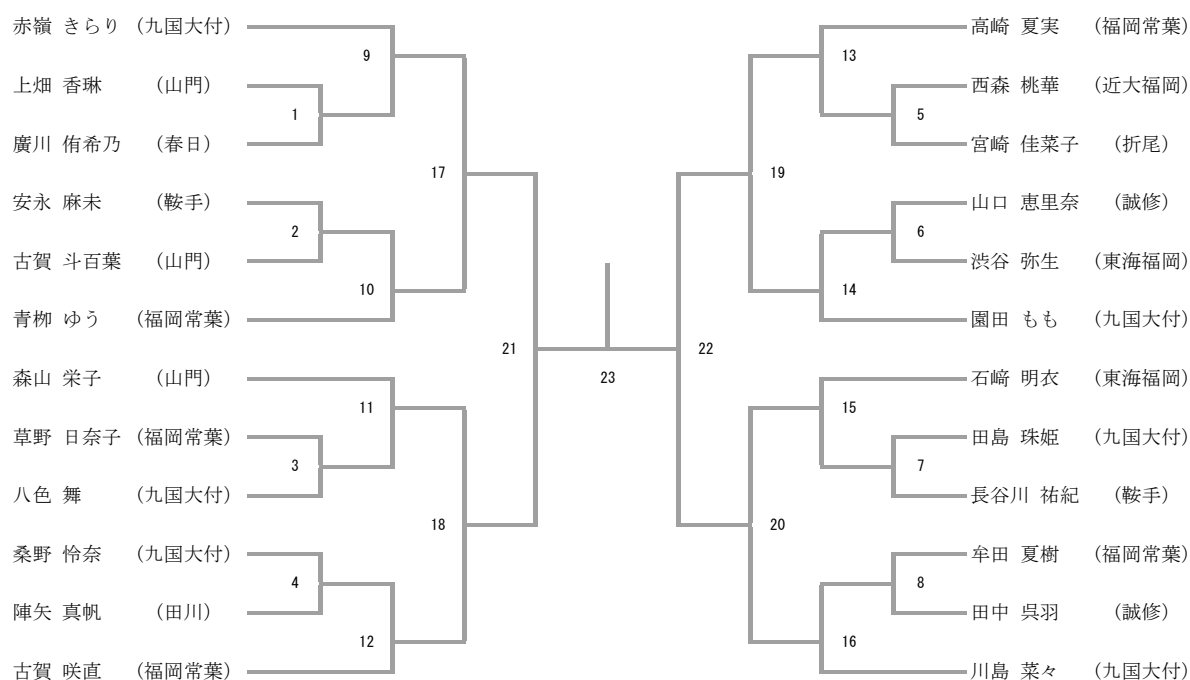 赤嶺 きらり (九国大付)
上畑 香琳 (山門)
廣川 侑希乃 (春日)
安永 麻未 (鞍手)
古賀 斗百葉 (山門)
青栁 ゆう (福岡常葉)
森山 栄子 (山門)
草野 日奈子 (福岡常葉)
八色 舞 (九国大付)
桑野 怜奈 (九国大付)
陣矢 真帆 (田川)
古賀 咲直 (福岡常葉)
9
1
17
2
10
21
11
3
18
4
12
23
13
5
19
6
14
22
15
7
20
8
16
高崎 夏実 (福岡常葉)
西森 桃華 (近大福岡)
宮崎 佳菜子 (折尾)
山口 恵里奈 (誠修)
渋谷 弥生 (東海福岡)
園田 もも (九国大付)
石﨑 明衣 (東海福岡)
田島 珠姫 (九国大付)
長谷川 祐紀 (鞍手)
牟田 夏樹 (福岡常葉)
田中 呉羽 (誠修)
川島 菜々 (九国大付)